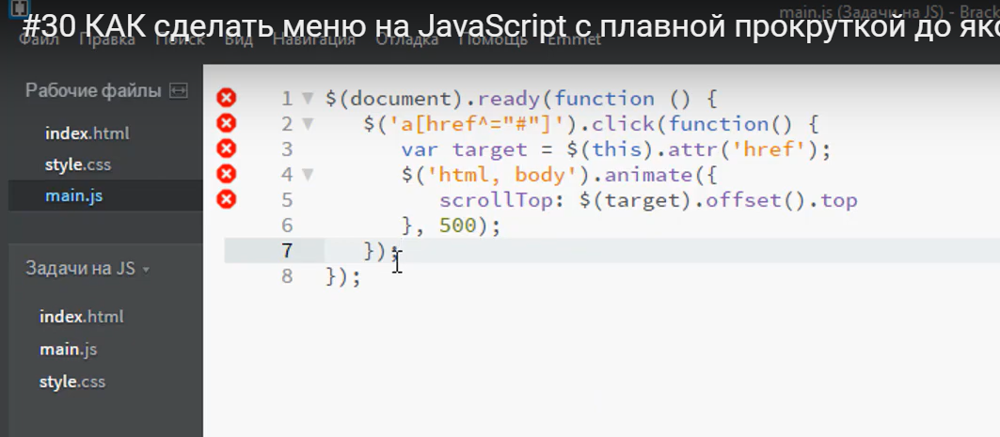 #30 КАК сделать меню на JavaScript с плавной прокруткой до яко
main.js (Задачи на JS) - Brack
Файл Правка Поиск Вид Навигация Отладка Помощь Emmet
Рабочие файлы
index.html
style.css
main.js
Задачи на JS
index.html
main.js
style.css
1 $(document).ready(function () {
2 $('a[href^="#"]').click(function() {
3 var target = $(this).attr('href');
4 $('html, body').animate({
5 scrollTop: $(target).offset().top
6 }, 500);
7 });
8 });